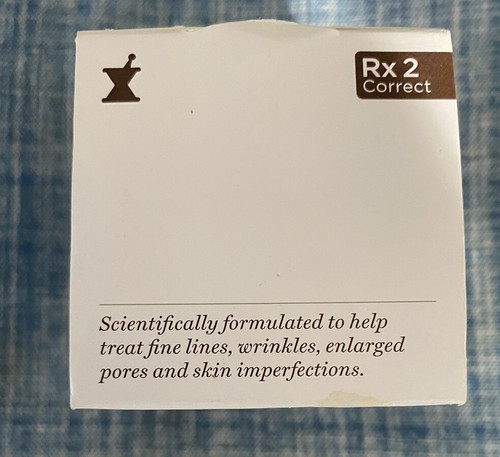 Rx 2
Correct
Scientifically formulated to help
treat fine lines, wrinkles, enlarged
pores and skin imperfections.